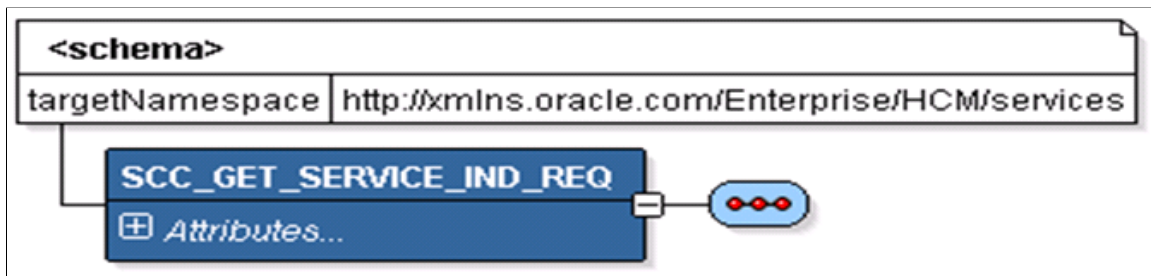 <schema>
targetNamespace http://xmlns.oracle.com/Enterprise/HCM/services
SCC_GET_SERVICE_IND_REQ
Attributes...